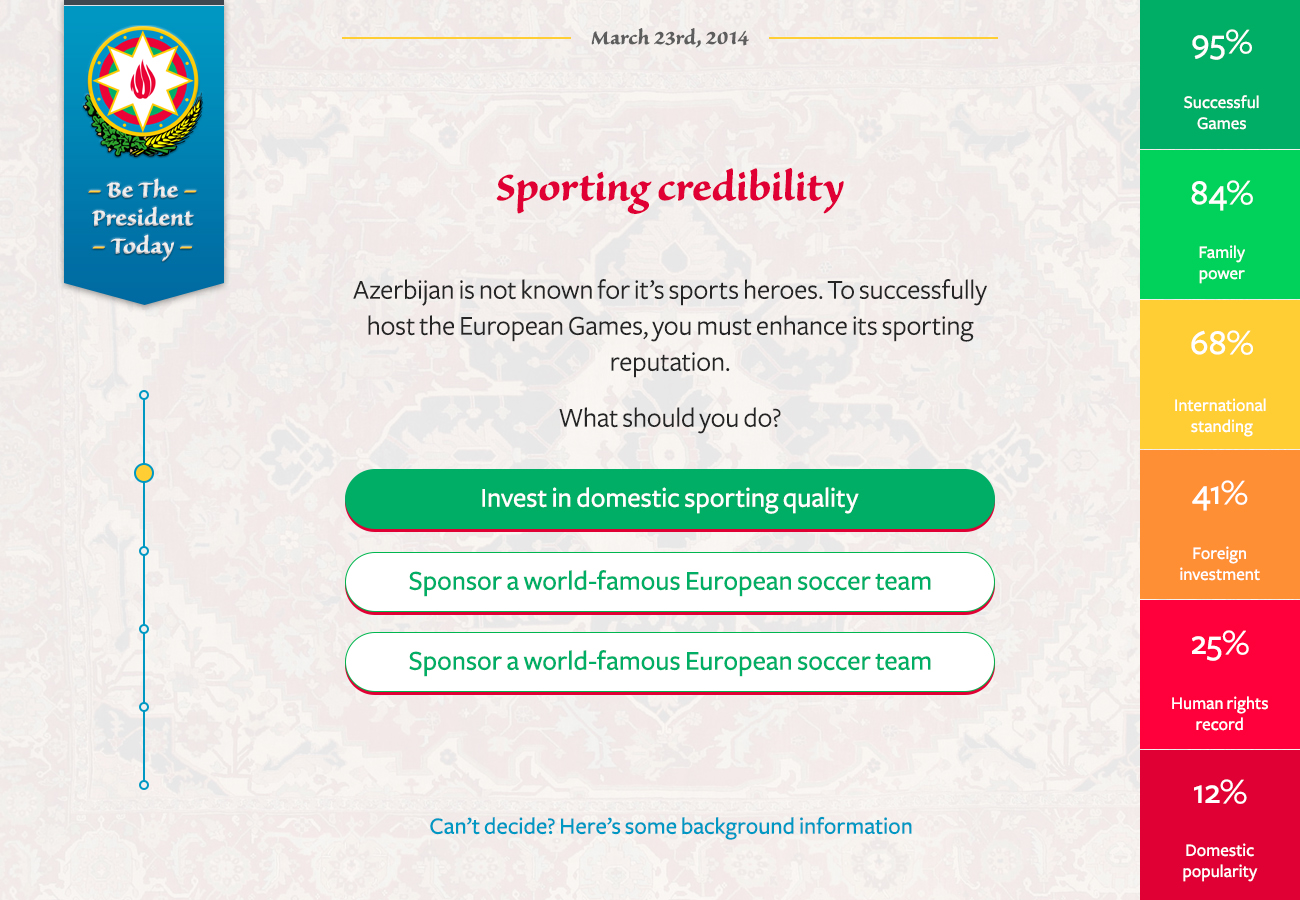 – Be The –
President
– Today –
March 23rd, 2014
Sporting credibility
Azerbijan is not known for it’s sports heroes. To successfully
host the European Games, you must enhance its sporting
reputation.
What should you do?
Invest in domestic sporting quality
Sponsor a world-famous European soccer team
Sponsor a world-famous European soccer team
Can’t decide? Here’s some background information
95%
Successful
Games
84%
Family
power
68%
International
standing
41%
Foreign
investment
25%
Human rights
record
12%
Domestic
popularity